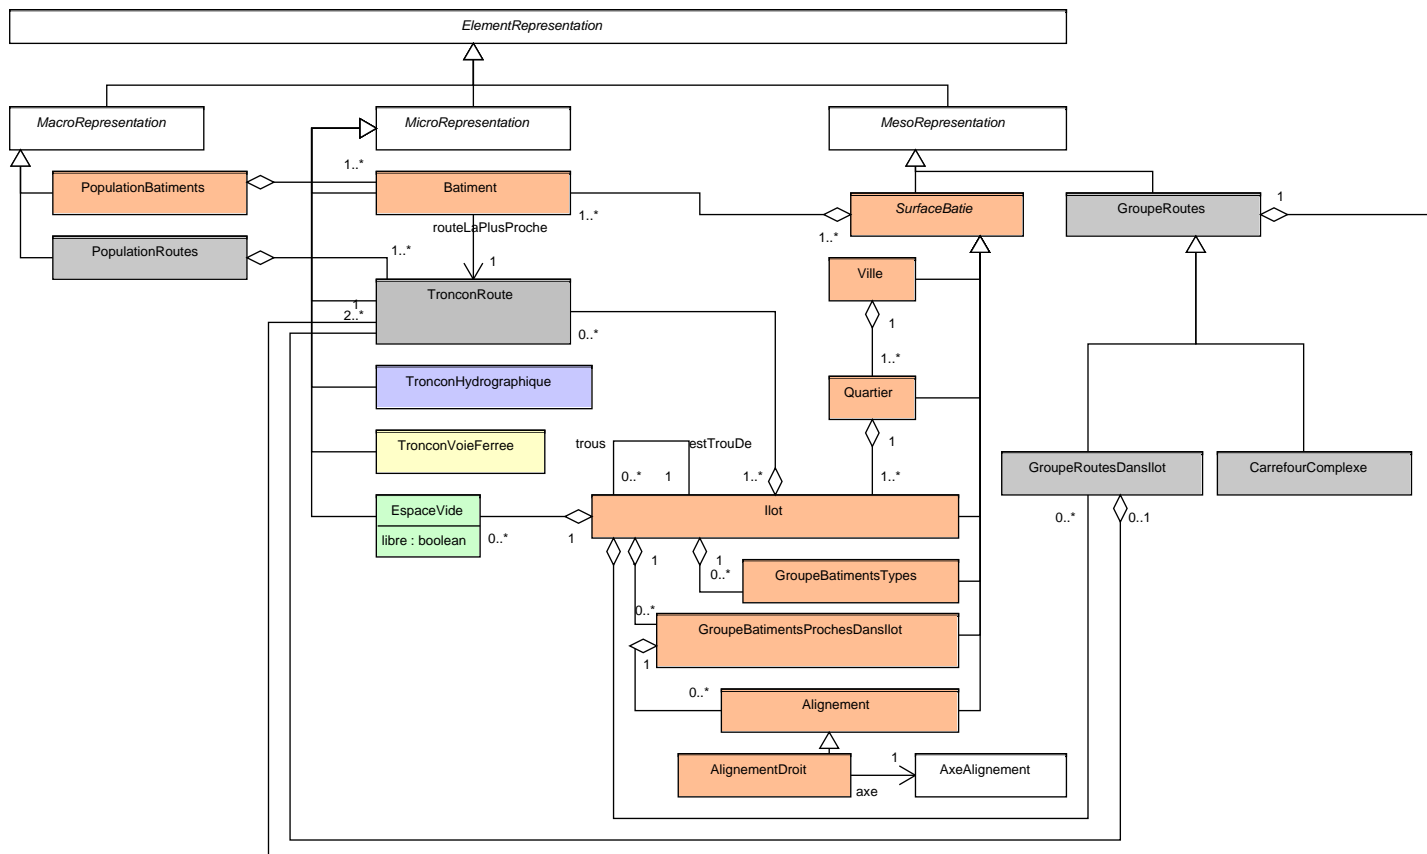 ElementRepresentation
MacroRepresentation
MicroRepresentation
MesoRepresentation
1..*
PopulationBatiments
Batiment
1..*
SurfaceBatie
1..*
GroupeRoutes
1
routeLaPlusProche
PopulationRoutes
1..*
1
Ville
TronconRoute
1
2..*
0..*
1
1..*
TronconHydrographique
Quartier
TronconVoieFerree
trous
estTrouDe
1
0..*
1
1..*
1..*
GroupeRoutesDansIlot
CarrefourComplexe
EspaceVide
libre : boolean
0..*
1
Ilot
0..*
0..1
1
1
0..*
GroupeBatimentsTypes
0..*
GroupeBatimentsProchesDansIlot
1
0..*
Alignement
AlignementDroit
1
axe
AxeAlignement